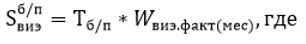 S^{б/п}_{виэ} = T_{б/п} * W_{виэ.факт(мес)}, где